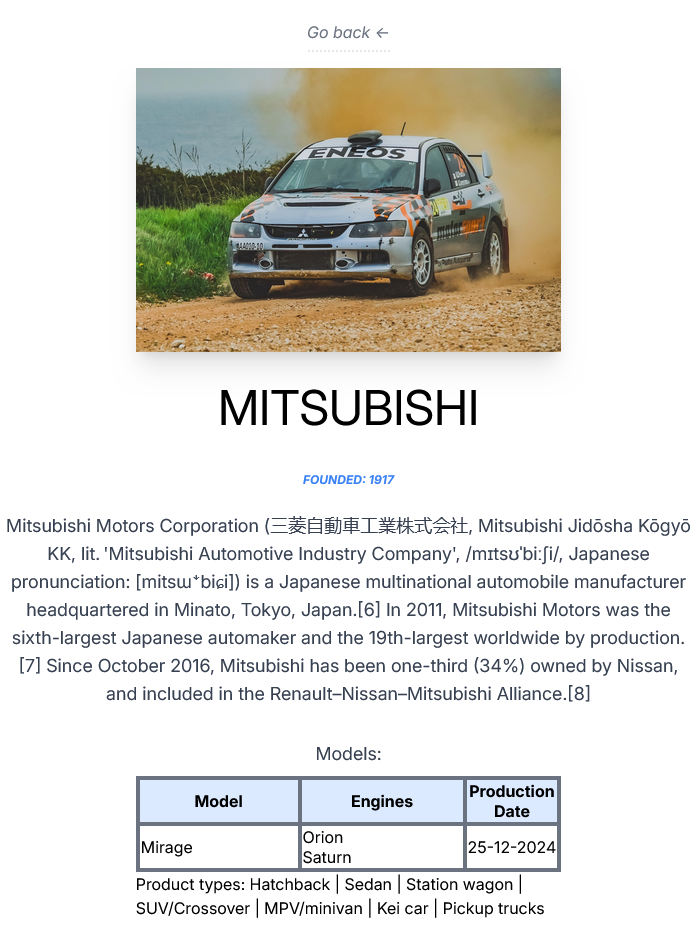 Go back ←
ENEOS
AA010-10
MITSUBISHI
FOUNDED: 1917
Mitsubishi Motors Corporation (三菱自動車工業株式会社, Mitsubishi Jidōsha Kōgyō
KK, lit. 'Mitsubishi Automotive Industry Company', /mɪtsʊˈbiːʃi/, Japanese
pronunciation: [mitsɯꜜbiɕi]) is a Japanese multinational automobile manufacturer
headquartered in Minato, Tokyo, Japan.[6] In 2011, Mitsubishi Motors was the
sixth-largest Japanese automaker and the 19th-largest worldwide by production.
[7] Since October 2016, Mitsubishi has been one-third (34%) owned by Nissan,
and included in the Renault–Nissan–Mitsubishi Alliance.[8]
Models:
Model Engines Production
Date
Mirage Orion
Saturn 25-12-2024
Product types: Hatchback | Sedan | Station wagon |
SUV/Crossover | MPV/minivan | Kei car | Pickup trucks